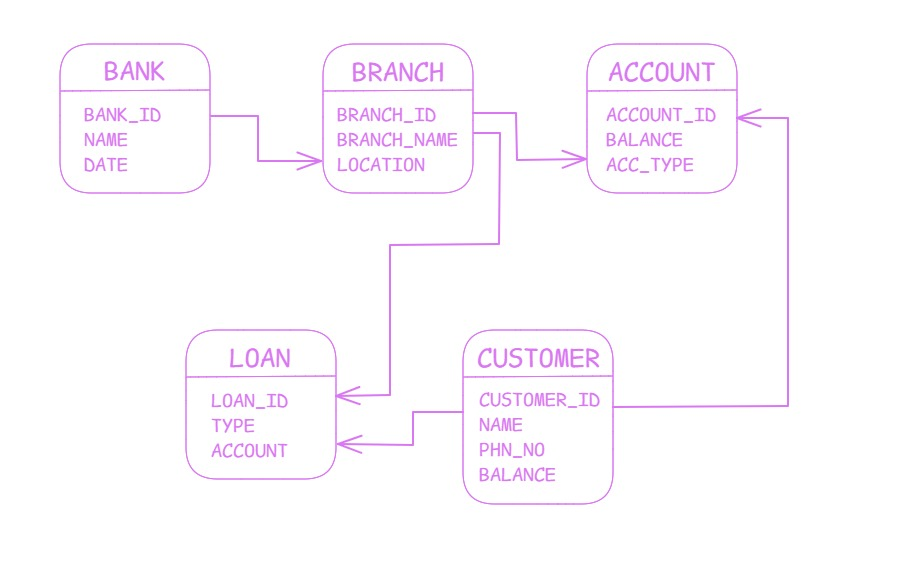 BANK
BANK_ID
NAME
DATE
BRANCH
BRANCH_ID
BRANCH_NAME
LOCATION
ACCOUNT
ACCOUNT_ID
BALANCE
ACC_TYPE
LOAN
LOAN_ID
TYPE
ACCOUNT
CUSTOMER
CUSTOMER_ID
NAME
PHN_NO
BALANCE